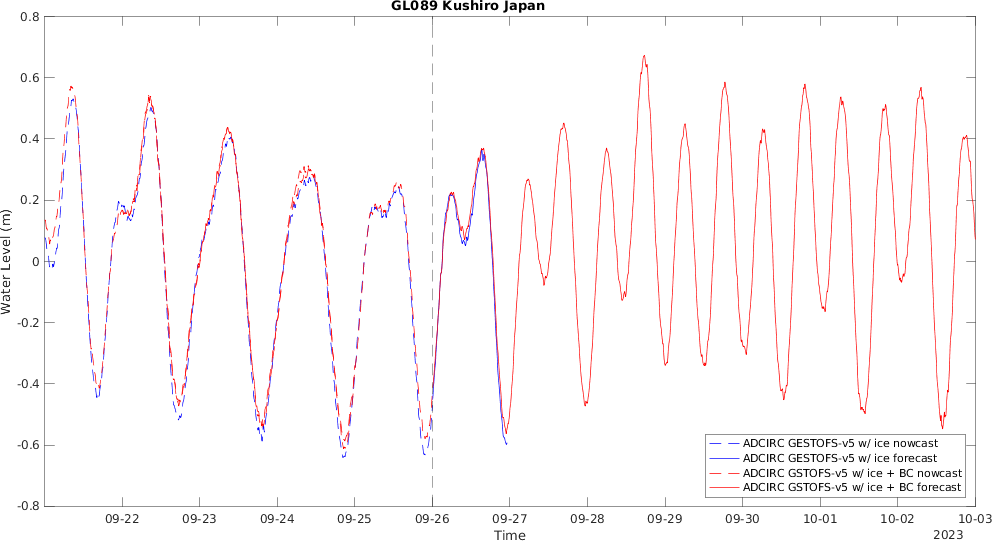 GL089 Kushiro Japan
0.8
0.6
0.4
0.2
0
-0.2
-0.4
-0.6
-0.8
Water Level (m)
ADCIRC GESTOFS-v5 w/ ice nowcast
ADCIRC GESTOFS-v5 w/ ice forecast
ADCIRC GSTOFS-v5 w/ ice + BC nowcast
ADCIRC GSTOFS-v5 w/ ice + BC forecast
09-22 09-23 09-24 09-25 09-26 09-27 09-28 09-29 09-30 10-01 10-02 10-03
Time
2023